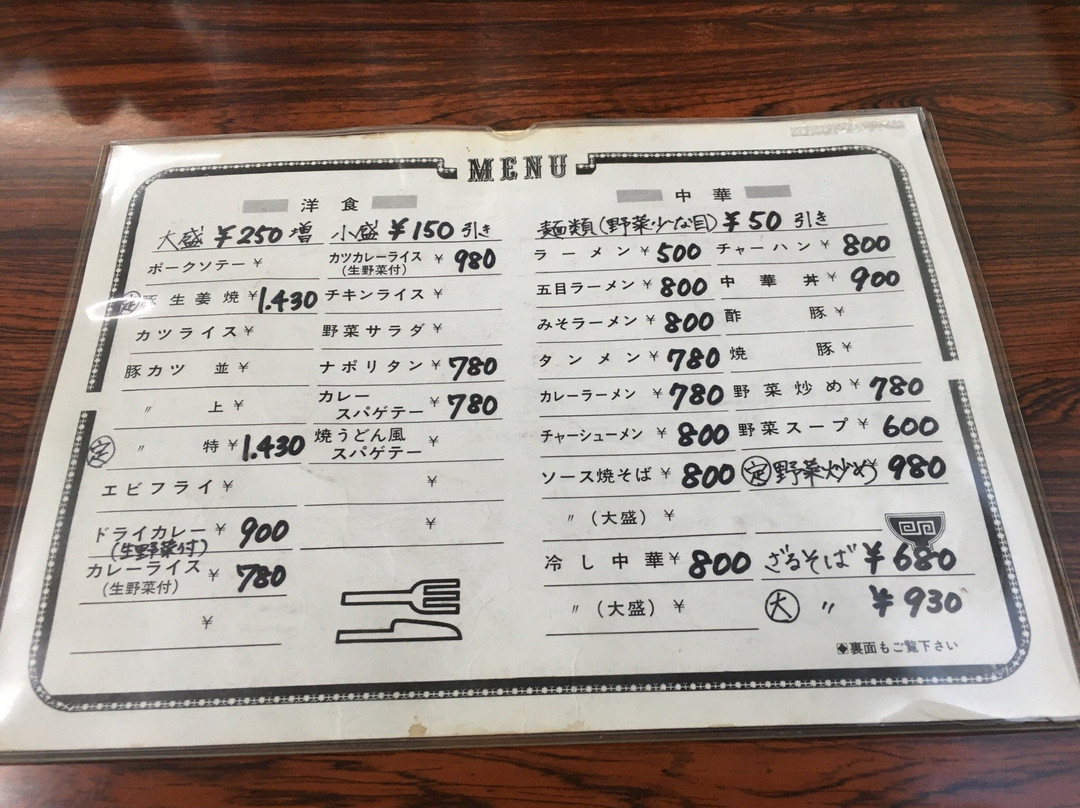 MENU
洋食
大盛 ¥250増 小盛 ¥150引き
ポークソテー ¥
定 豚生姜焼 ¥1.430
カツライス ¥
豚カツ 並 ¥
〃 上 ¥
定 〃 特 ¥1.430
エビフライ ¥
ドライカレー ¥900
(生野菜付)
カレーライス ¥780
(生野菜付)
¥
カツカレーライス ¥980
(生野菜付)
チキンライス ¥
野菜サラダ ¥
ナポリタン ¥780
カレー
スパゲテー ¥780
焼うどん風
スパゲテー ¥
¥
¥
中華
麺類(野菜少な目) ¥50引き
ラーメン ¥500
五目ラーメン ¥800
みそラーメン ¥800
タンメン ¥780
カレーラーメン ¥780
チャーシューメン ¥800
ソース焼そば ¥800
〃 (大盛) ¥
冷し中華 ¥800
〃 (大盛) ¥
チャーハン ¥800
中華丼 ¥900
酢豚 ¥
焼豚 ¥
野菜炒め ¥780
野菜スープ ¥600
定 野菜炒め ¥980
ざるそば ¥680
大 〃 ¥930
裏面もご覧下さい